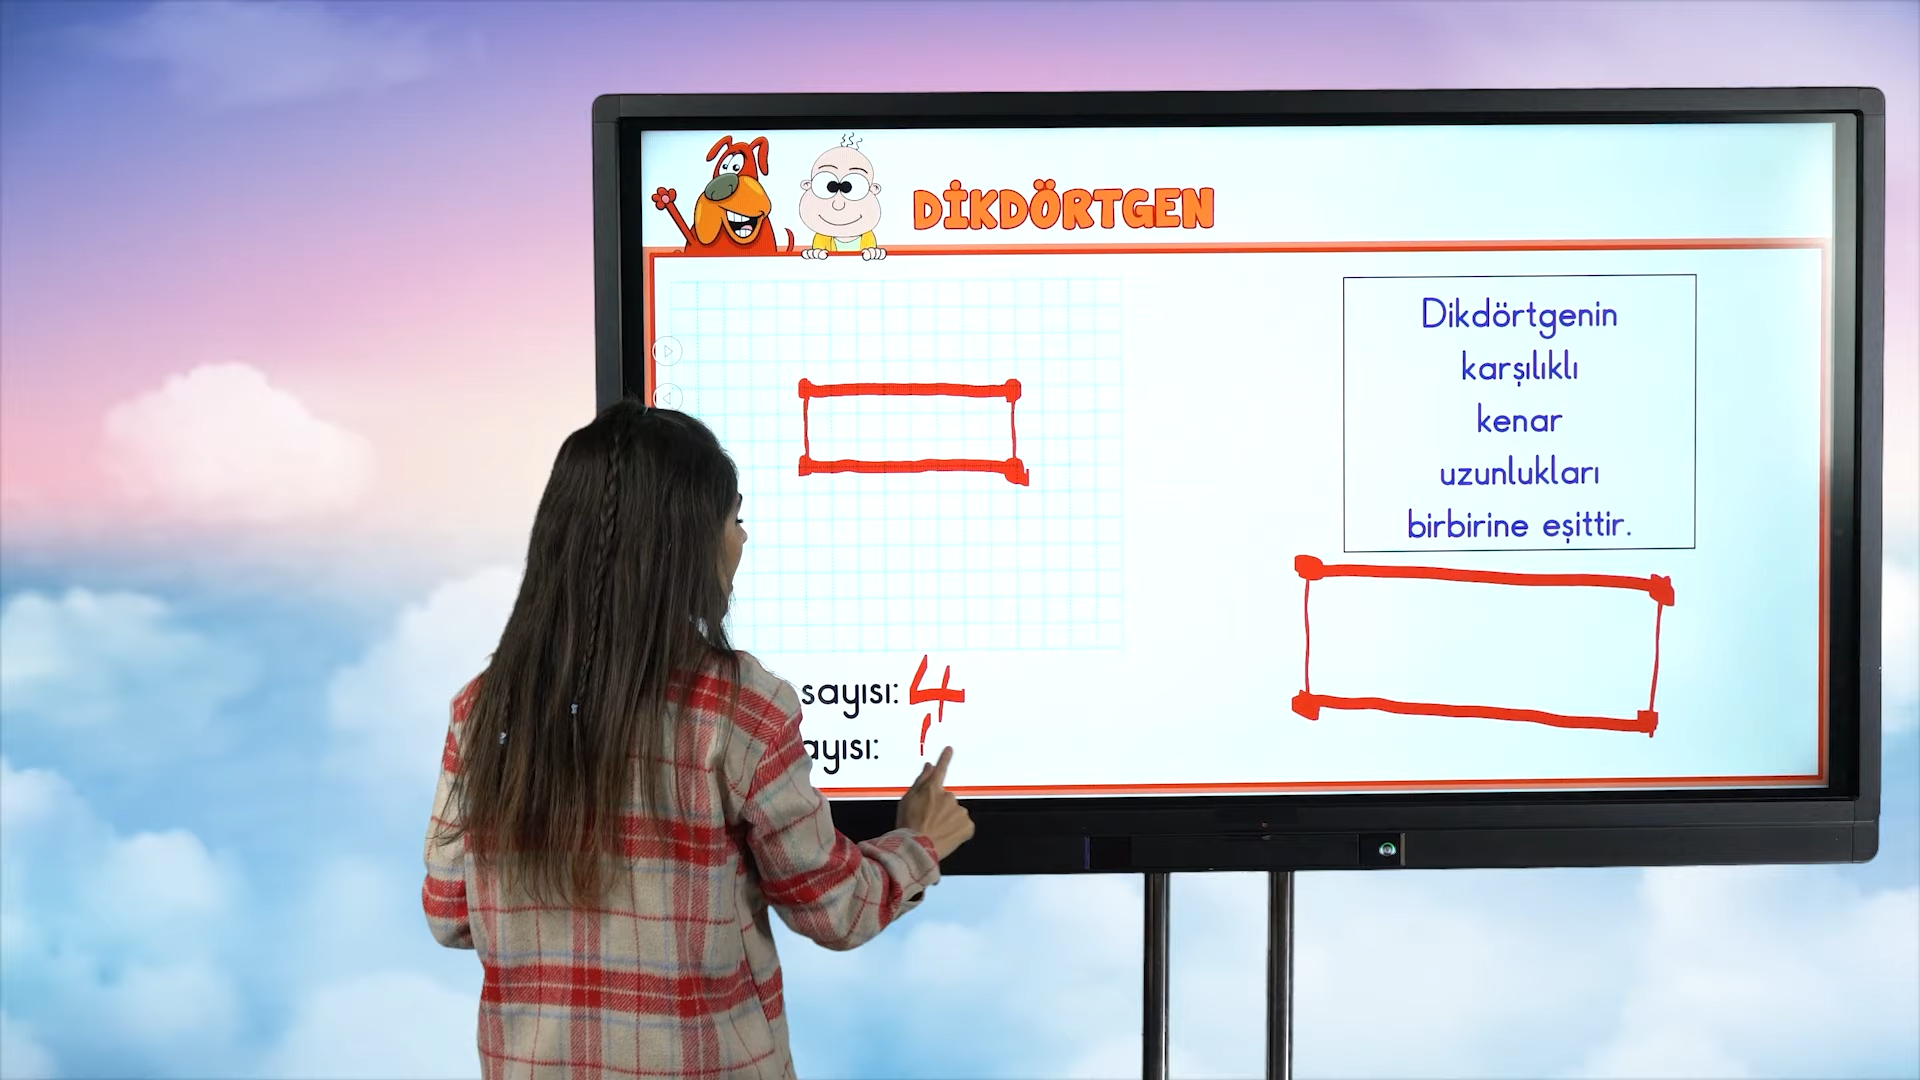 DİKDÖRTGEN
Dikdörtgenin
karşılıklı
kenar
uzunlukları
birbirine eşittir.
sayısı: 4
ayısı: